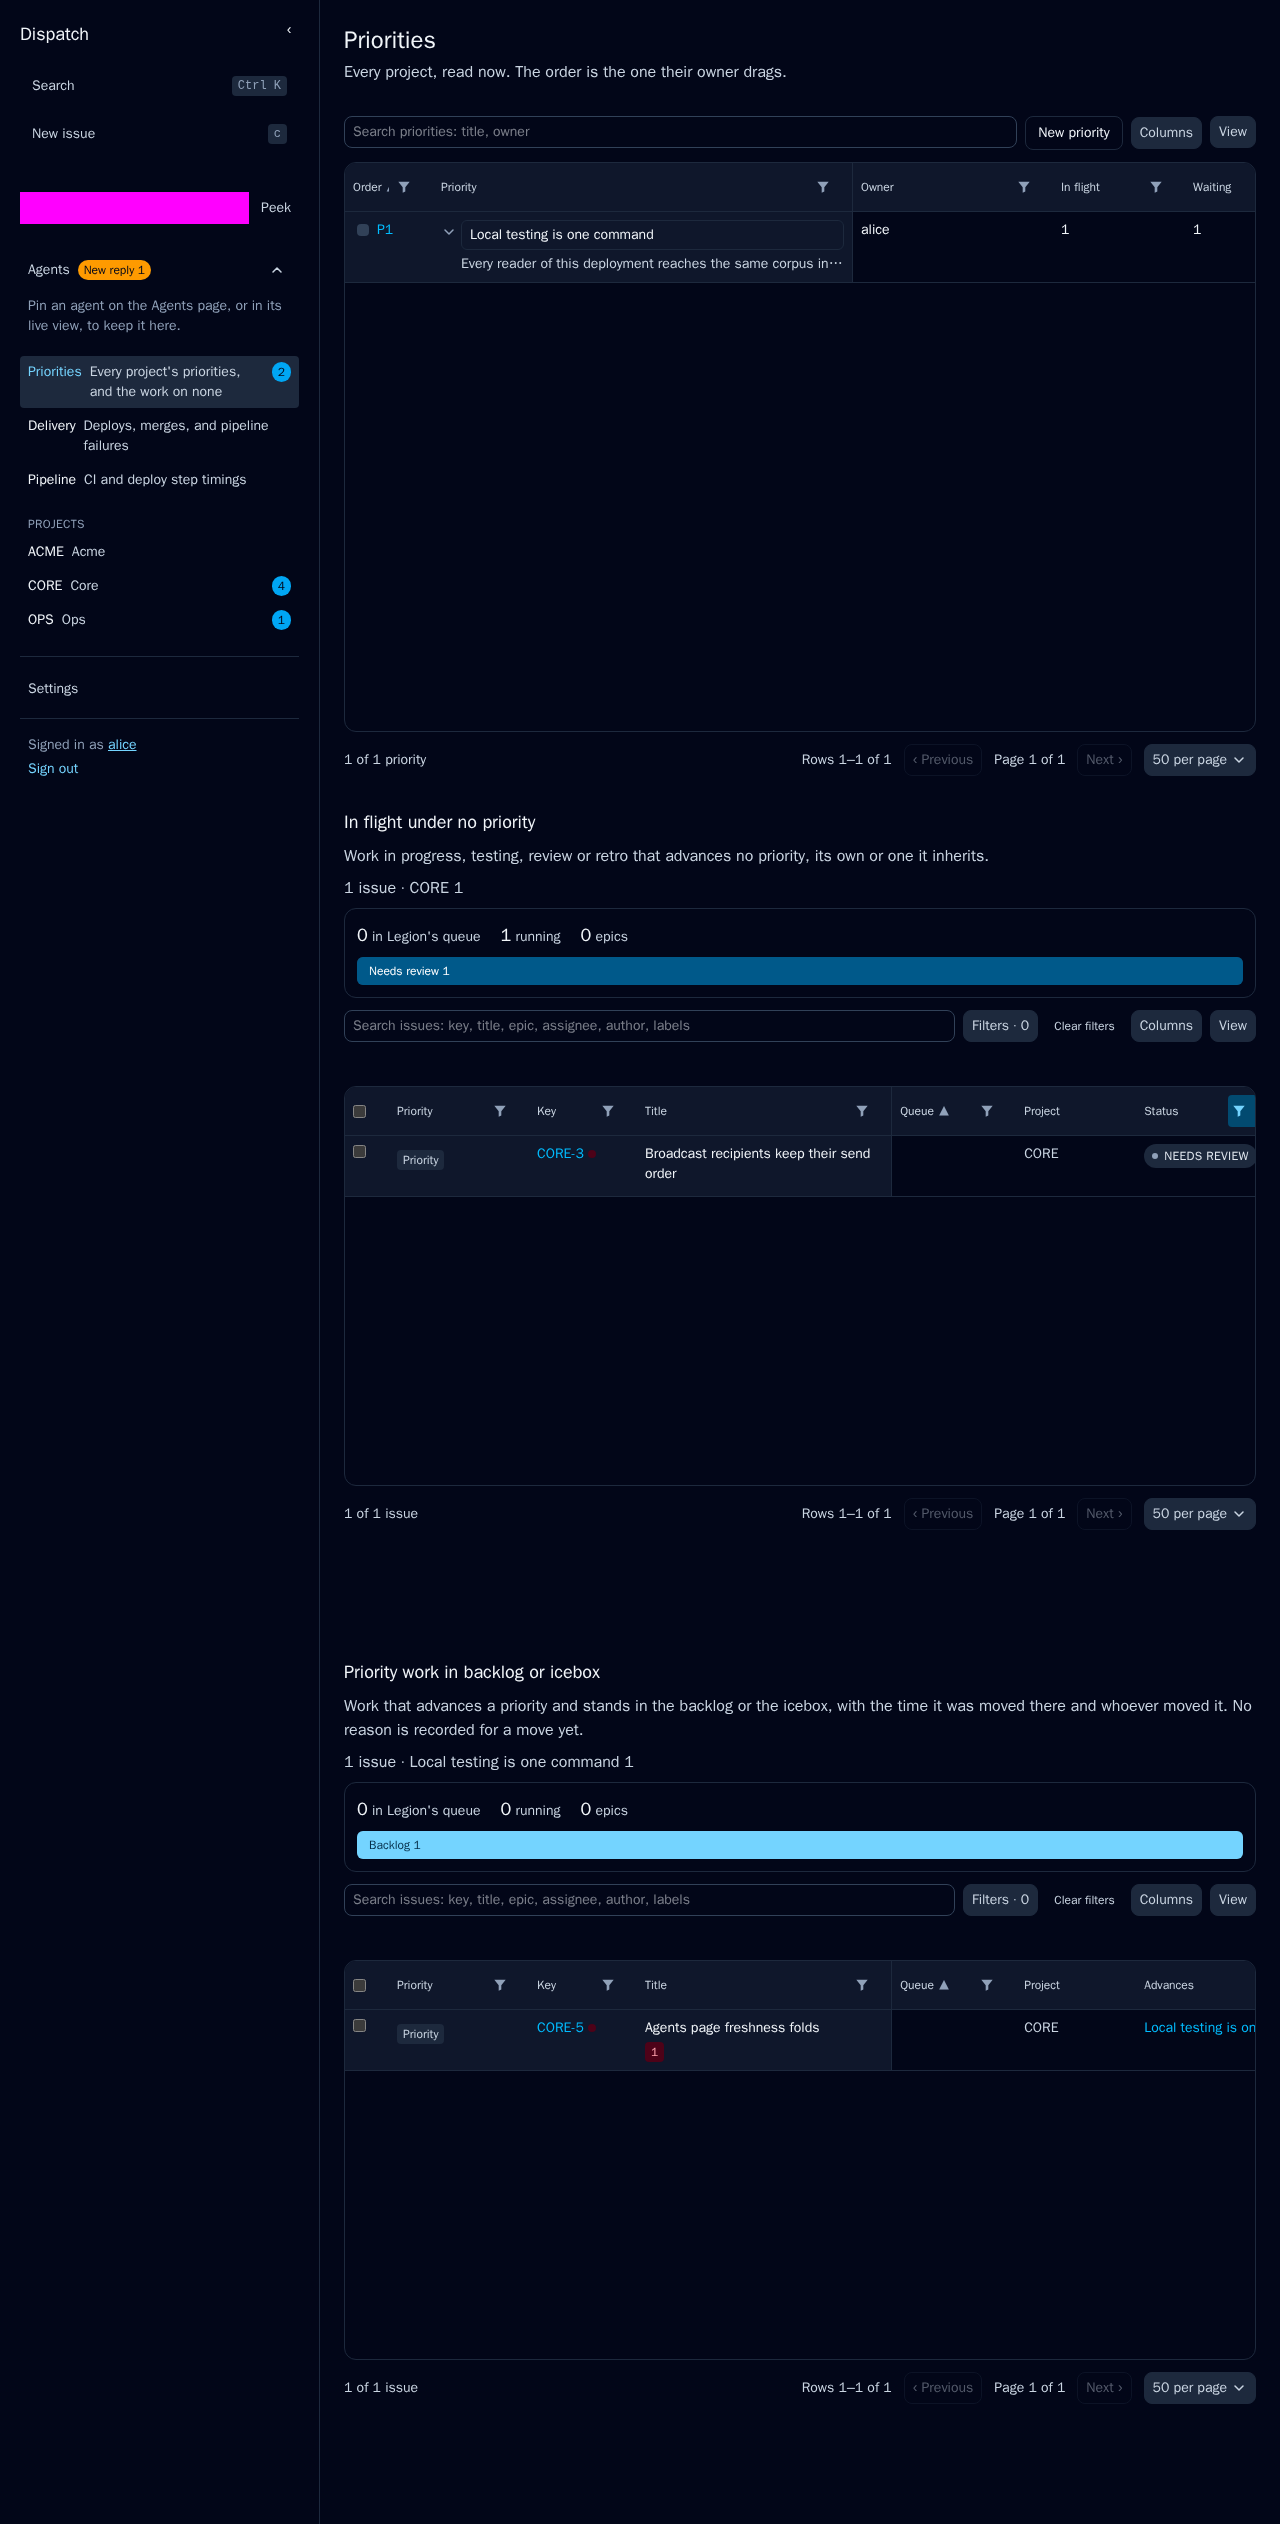 Dispatch
‹
Search
Ctrl K
New issue
c
Peek
Agents
New reply 1
Pin an agent on the Agents page, or in its
live view, to keep it here.
Priorities
Every project's priorities,
and the work on none
2
Delivery
Deploys, merges, and pipeline
failures
Pipeline
CI and deploy step timings
PROJECTS
ACME
Acme
CORE
Core
4
OPS
Ops
1
Settings
Signed in as alice
Sign out
Priorities
Every project, read now. The order is the one their owner drags.
Search priorities: title, owner
New priority
Columns
View
Order
Priority
Owner
In flight
Waiting
P1
Local testing is one command
Every reader of this deployment reaches the same corpus in…
alice
1
1
1 of 1 priority
Rows 1–1 of 1
‹ Previous
Page 1 of 1
Next ›
50 per page
In flight under no priority
Work in progress, testing, review or retro that advances no priority, its own or one it inherits.
1 issue · CORE 1
0 in Legion's queue
1 running
0 epics
Needs review 1
Search issues: key, title, epic, assignee, author, labels
Filters · 0
Clear filters
Columns
View
Priority
Key
Title
Queue ▲
Project
Status
Priority
CORE-3
Broadcast recipients keep their send
order
CORE
NEEDS REVIEW
1 of 1 issue
Rows 1–1 of 1
‹ Previous
Page 1 of 1
Next ›
50 per page
Priority work in backlog or icebox
Work that advances a priority and stands in the backlog or the icebox, with the time it was moved there and whoever moved it. No
reason is recorded for a move yet.
1 issue · Local testing is one command 1
0 in Legion's queue
0 running
0 epics
Backlog 1
Search issues: key, title, epic, assignee, author, labels
Filters · 0
Clear filters
Columns
View
Priority
Key
Title
Queue ▲
Project
Advances
Priority
CORE-5
Agents page freshness folds
1
CORE
Local testing is on
1 of 1 issue
Rows 1–1 of 1
‹ Previous
Page 1 of 1
Next ›
50 per page